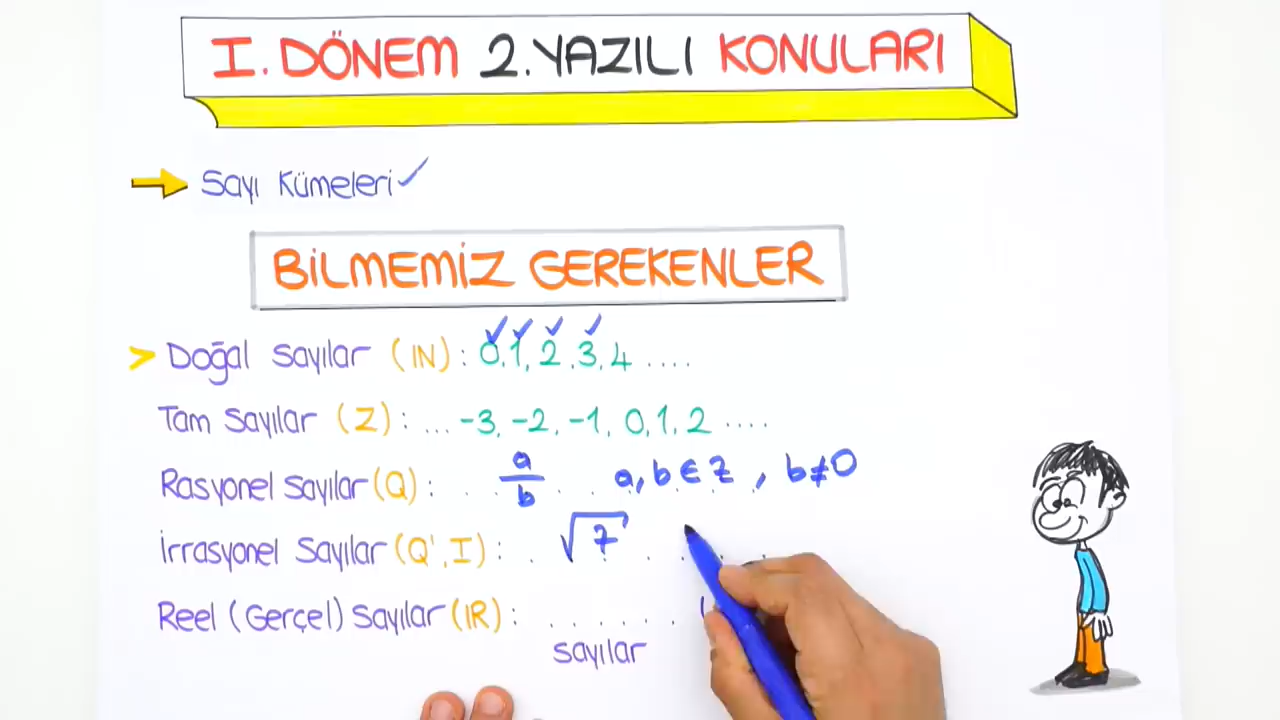 I. DÖNEM 2. YAZILI KONULARI
Sayı Kümeleri ✓
BİLMEMİZ GEREKENLER
> Doğal Sayılar (IN) : 0, 1, 2, 3, 4 ....
Tam Sayılar (Z) : ... -3, -2, -1, 0, 1, 2 ....
Rasyonel Sayılar (Q) : a/b a, b ∈ Z, b ≠ 0
İrrasyonel Sayılar (Q', I) : √7
Reel (Gerçel) Sayılar (IR) : ......
sayılar